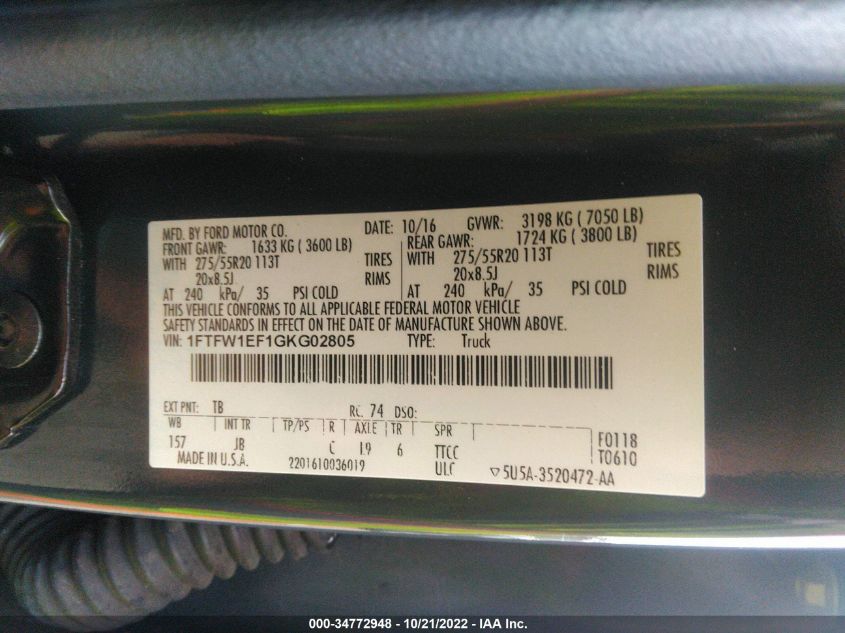 MFD. BY FORD MOTOR CO. DATE: 10/16 GVWR: 3198 KG ( 7050 LB)
FRONT GAWR: 1633 KG ( 3600 LB) REAR GAWR: 1724 KG ( 3800 LB)
WITH 275/55R20 113T TIRES WITH 275/55R20 113T TIRES
20x8.5J RIMS 20x8.5J RIMS
AT 240 kPa/ 35 PSI COLD AT 240 kPa/ 35 PSI COLD
THIS VEHICLE CONFORMS TO ALL APPLICABLE FEDERAL MOTOR VEHICLE
SAFETY STANDARDS IN EFFECT ON THE DATE OF MANUFACTURE SHOWN ABOVE.
VIN: 1FTFW1EF1GKG02805 TYPE: Truck
EXT PNT: TB RC: 74 DSO:
WB INT TR TP/PS R AXLE TR SPR
157 JB C L9 6 TTCC F0118
MADE IN U.S.A. 2201610036019 ULC ▽5U5A-3520472-AA T0610
000-34772948 - 10/21/2022 - IAA Inc.